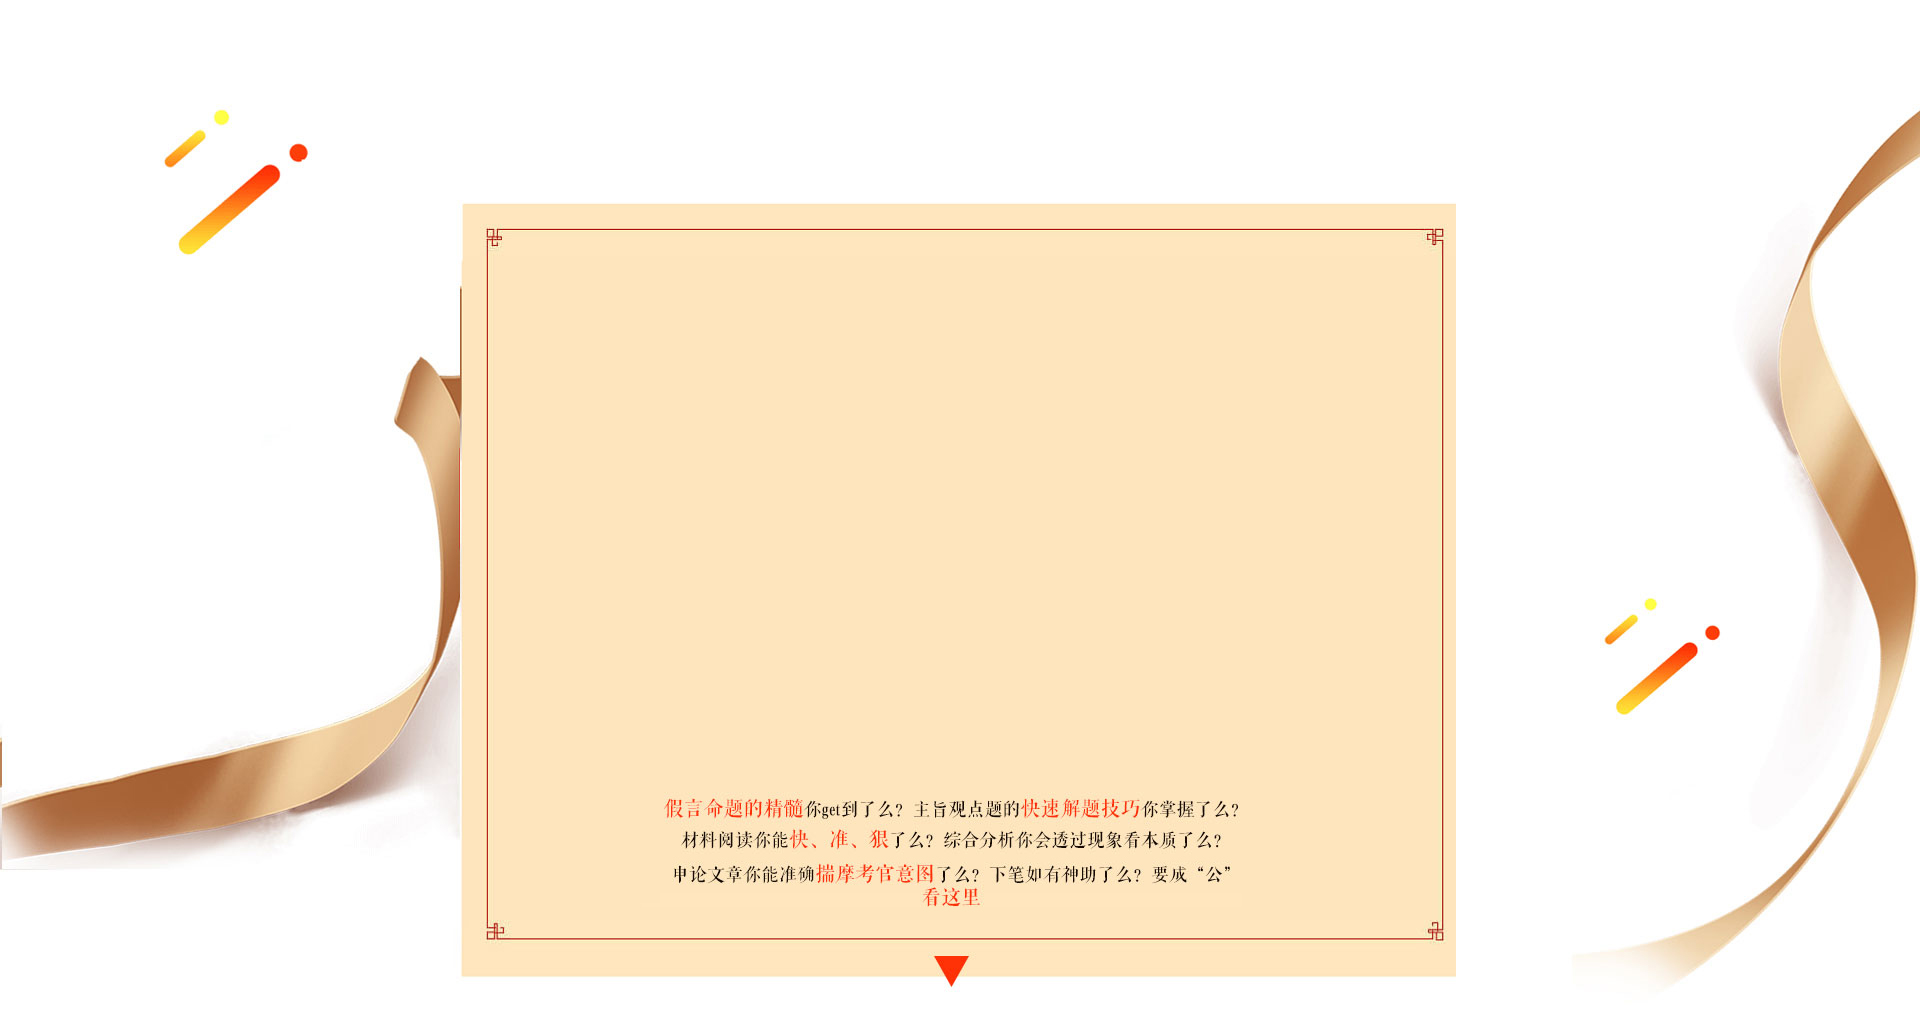 假言命题的精髓你get到了么？主旨观点题的快速解题技巧你掌握了么？
材料阅读你能快、准、狠了么？综合分析你会透过现象看本质了么？
申论文章你能准确揣摩考官意图了么？下笔如有神助了么？要成“公”
看这里